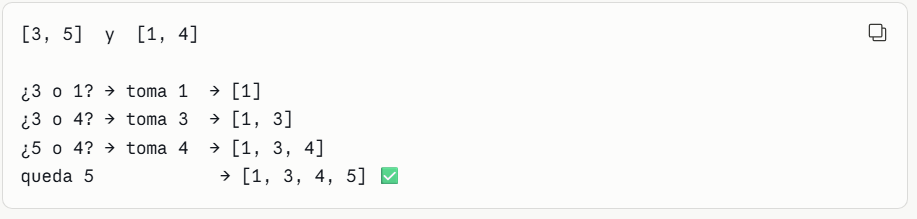 [3, 5]  y  [1, 4]
¿3 o 1? → toma 1  → [1]
¿3 o 4? → toma 3  → [1, 3]
¿5 o 4? → toma 4  → [1, 3, 4]
queda 5            → [1, 3, 4, 5] ✅